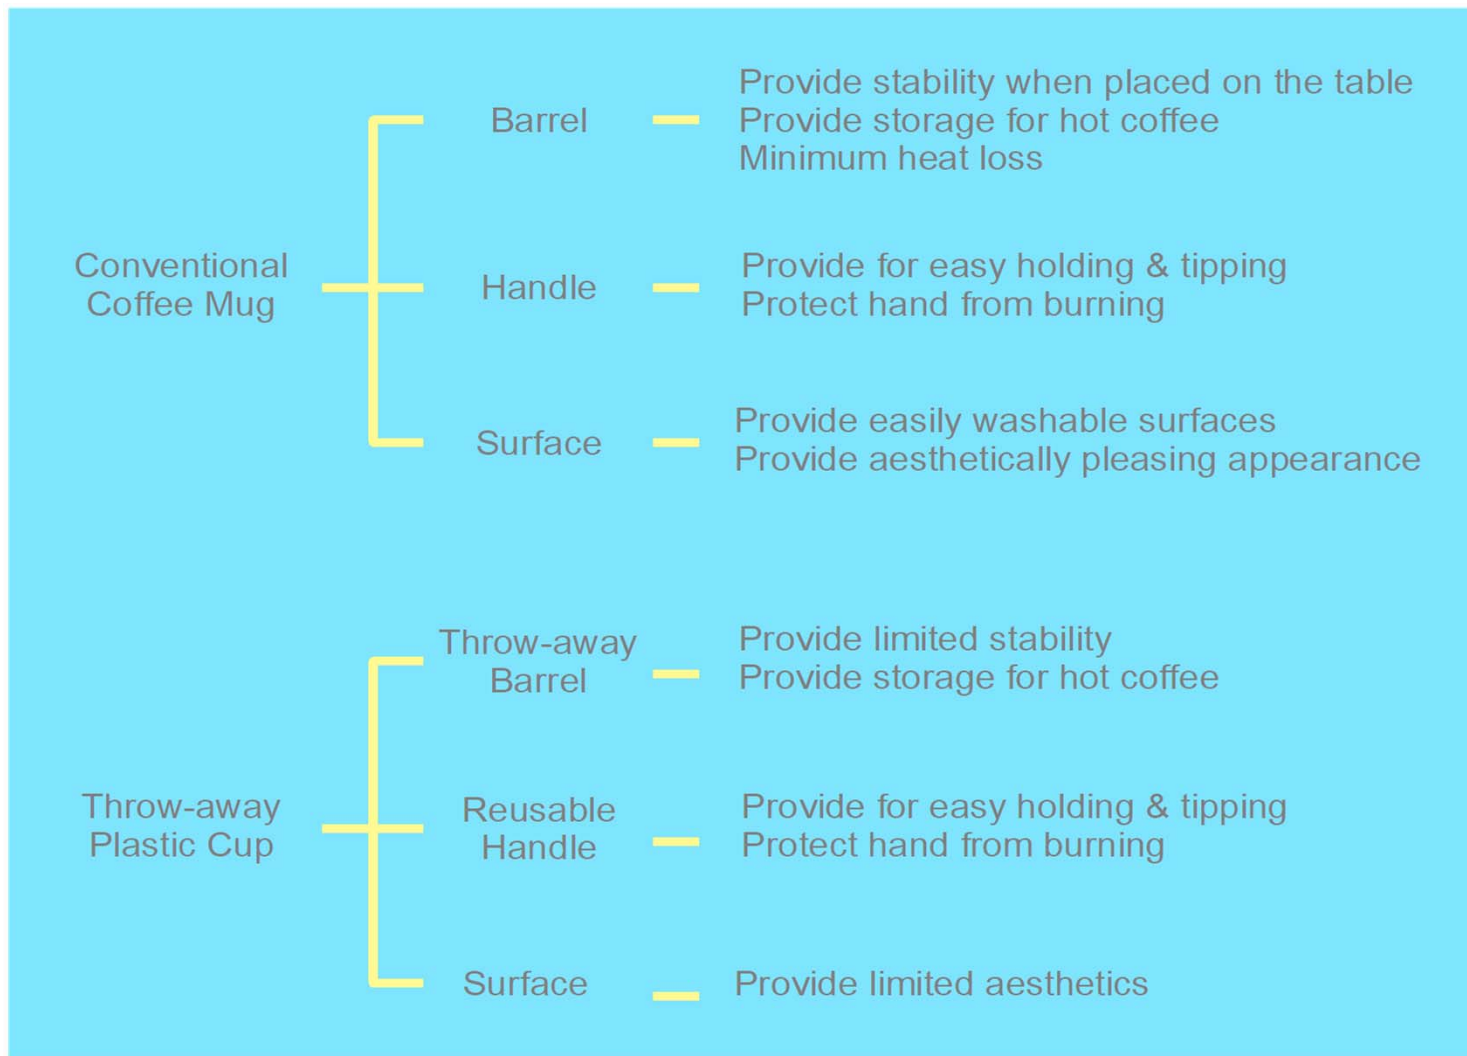 Conventional
Coffee Mug
Barrel
Provide stability when placed on the table
Provide storage for hot coffee
Minimum heat loss
Handle
Provide for easy holding & tipping
Protect hand from burning
Surface
Provide easily washable surfaces
Provide aesthetically pleasing appearance
Throw-away
Plastic Cup
Throw-away
Barrel
Provide limited stability
Provide storage for hot coffee
Reusable
Handle
Provide for easy holding & tipping
Protect hand from burning
Surface
Provide limited aesthetics